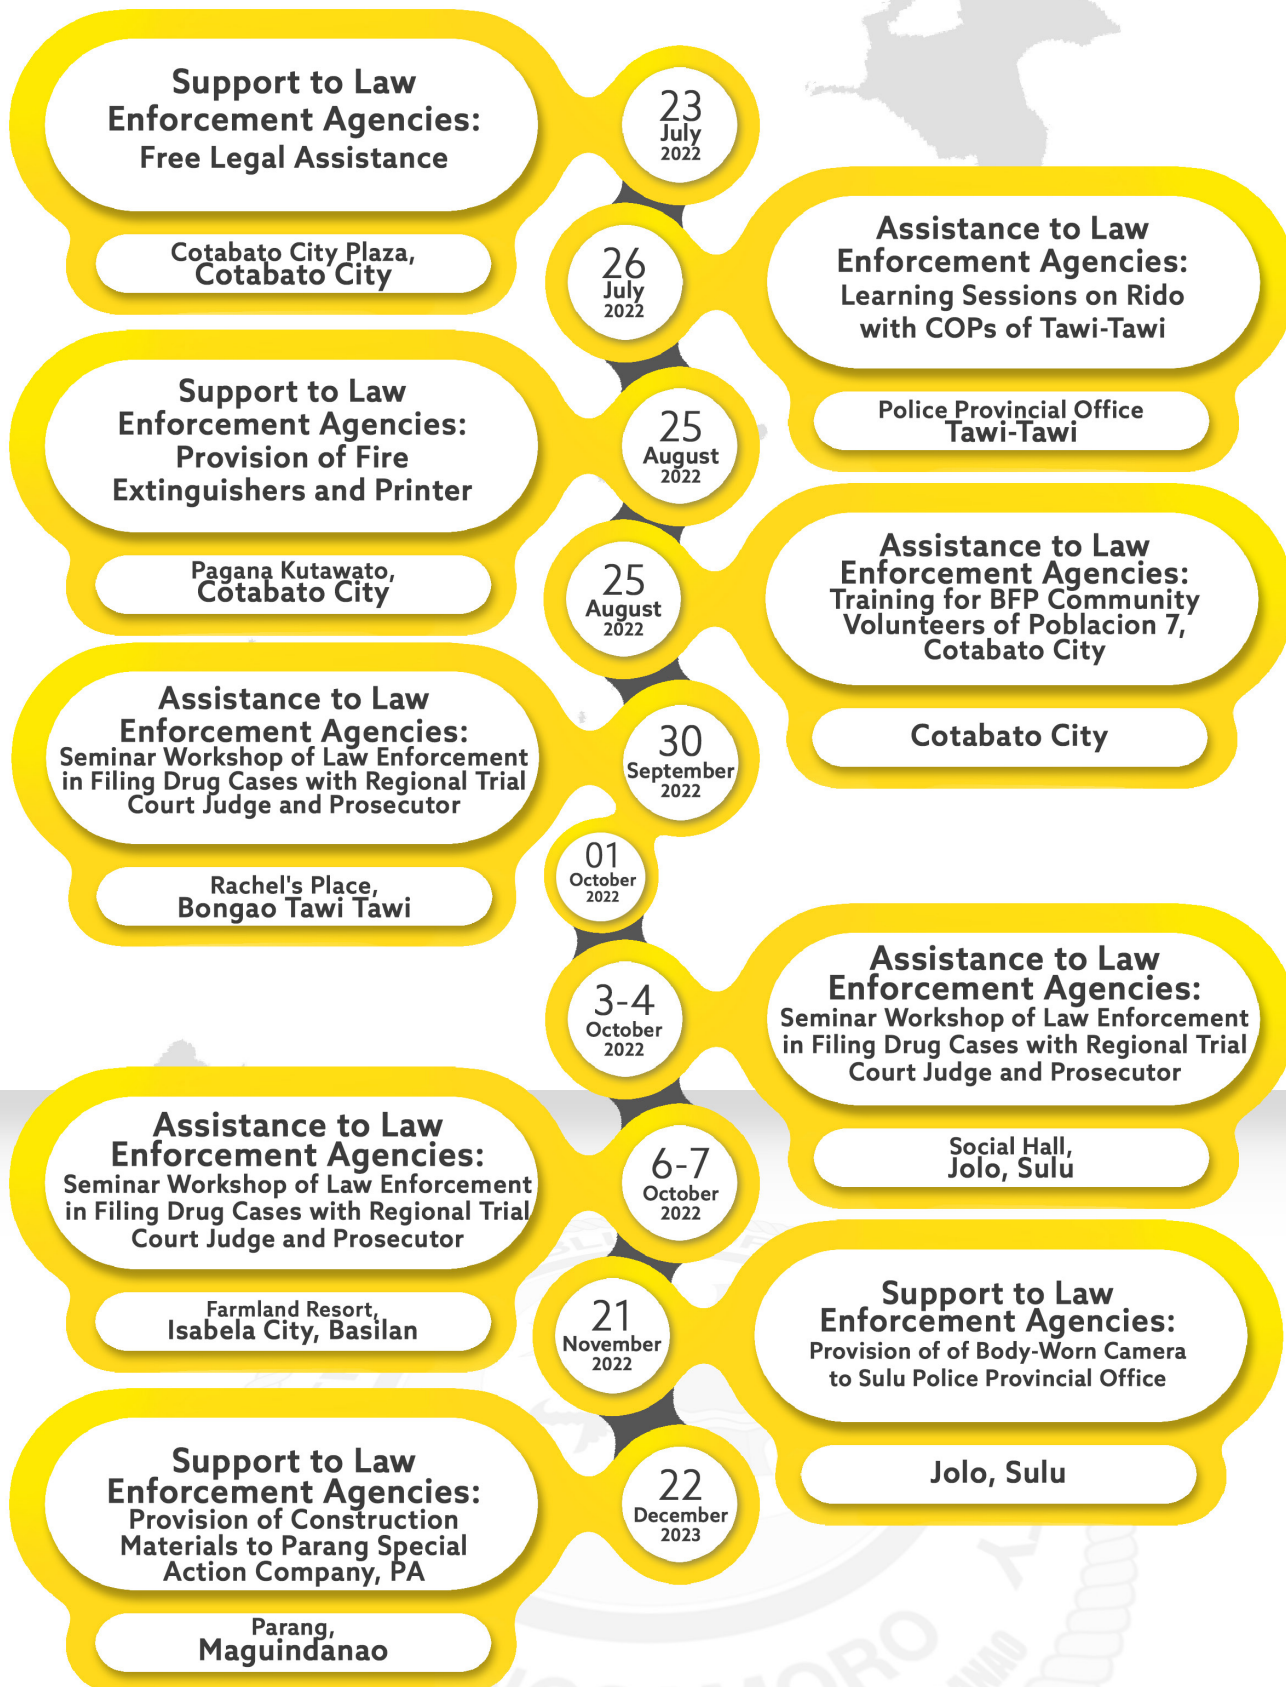 Support to Law
Enforcement Agencies:
Free Legal Assistance
Cotabato City Plaza,
Cotabato City
23
July
2022
26
July
2022
Assistance to Law
Enforcement Agencies:
Learning Sessions on Rido
with COPs of Tawi-Tawi
Police Provincial Office
Tawi-Tawi
Support to Law
Enforcement Agencies:
Provision of Fire
Extinguishers and Printer
Pagana Kutawato,
Cotabato City
25
August
2022
25
August
2022
Assistance to Law
Enforcement Agencies:
Training for BFP Community
Volunteers of Poblacion 7,
Cotabato City
Cotabato City
Assistance to Law
Enforcement Agencies:
Seminar Workshop of Law Enforcement
in Filing Drug Cases with Regional Trial
Court Judge and Prosecutor
Rachel's Place,
Bongao Tawi Tawi
30
September
2022
01
October
2022
3-4
October
2022
Assistance to Law
Enforcement Agencies:
Seminar Workshop of Law Enforcement
in Filing Drug Cases with Regional Trial
Court Judge and Prosecutor
Social Hall,
Jolo, Sulu
Assistance to Law
Enforcement Agencies:
Seminar Workshop of Law Enforcement
in Filing Drug Cases with Regional Trial
Court Judge and Prosecutor
Farmland Resort,
Isabela City, Basilan
6-7
October
2022
21
November
2022
Support to Law
Enforcement Agencies:
Provision of of Body-Worn Camera
to Sulu Police Provincial Office
Jolo, Sulu
Support to Law
Enforcement Agencies:
Provision of Construction
Materials to Parang Special
Action Company, PA
Parang,
Maguindanao
22
December
2023